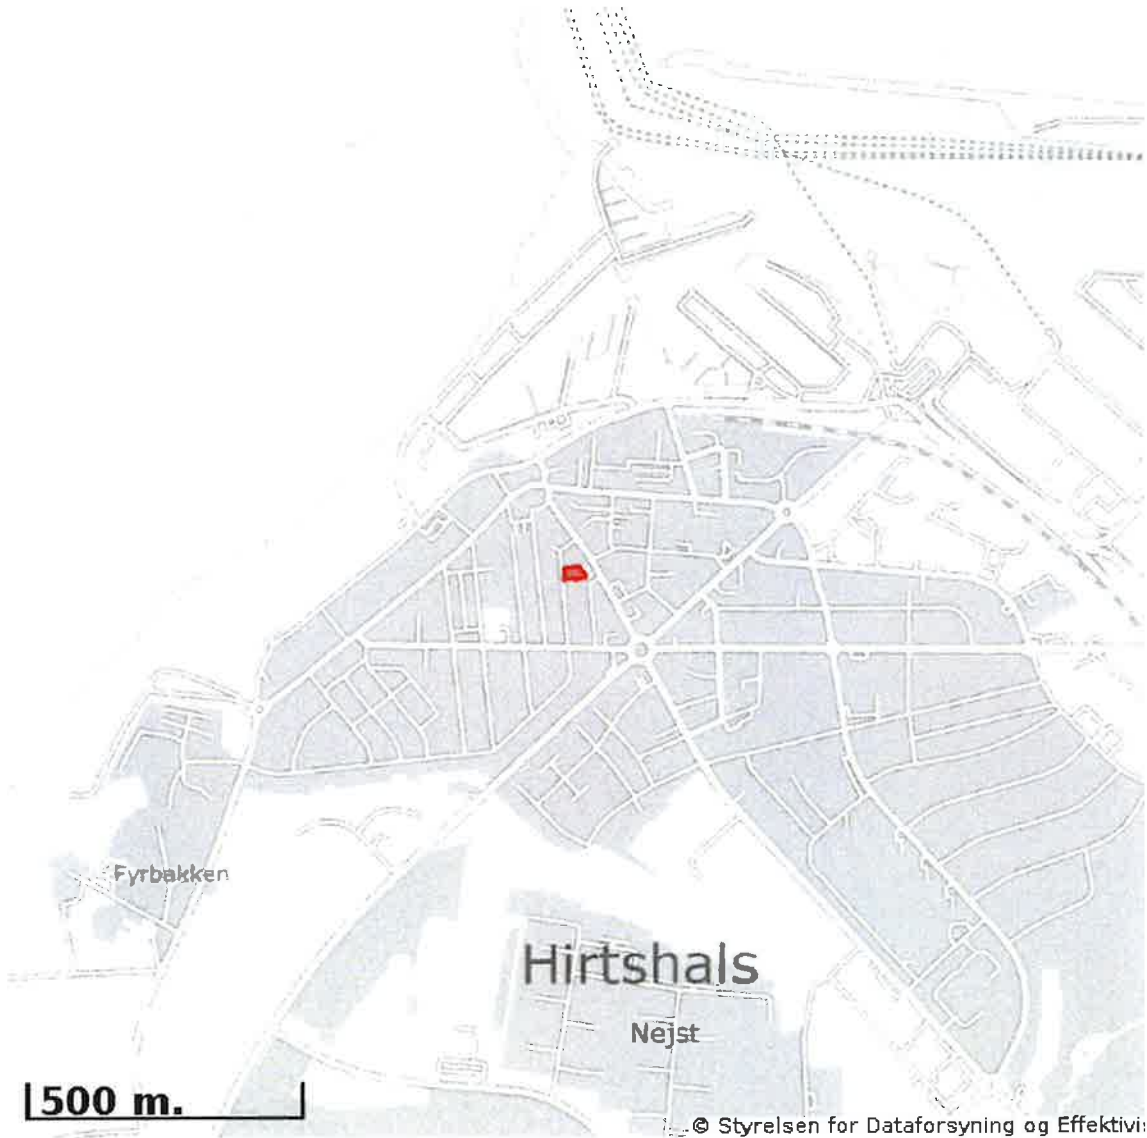 Fyrbakken
Hirtshals
Nejst
500 m.
© Styrelsen for Dataforsyning og Effektivi